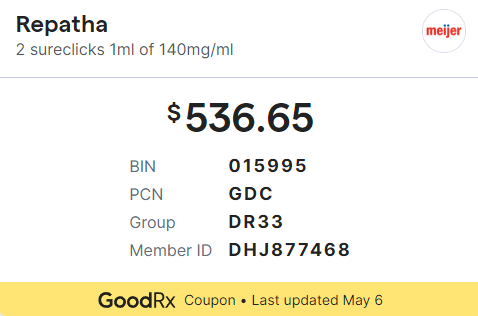 Repatha
2 sureclicks 1ml of 140mg/ml
meijer
$536.65
BIN 015995
PCN GDC
Group DR33
Member ID DHJ877468
GoodRx Coupon • Last updated May 6